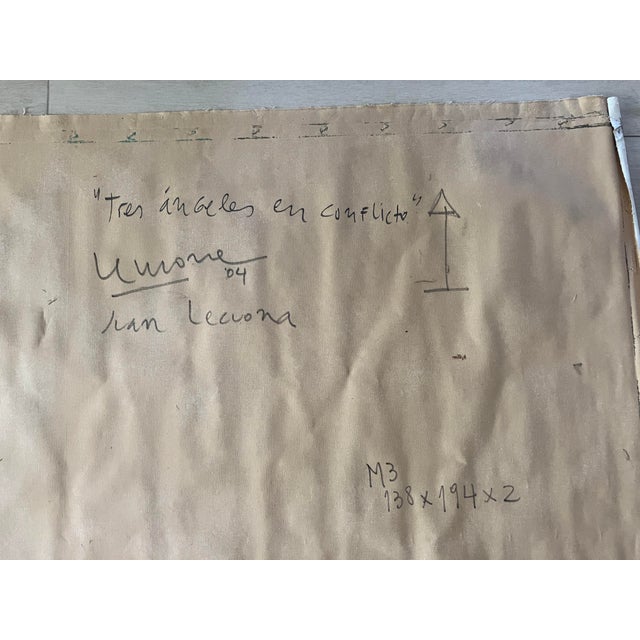 "Tres ángeles en conflicto"
'04
Juan Lecuona
M3
138 x 194 x 2